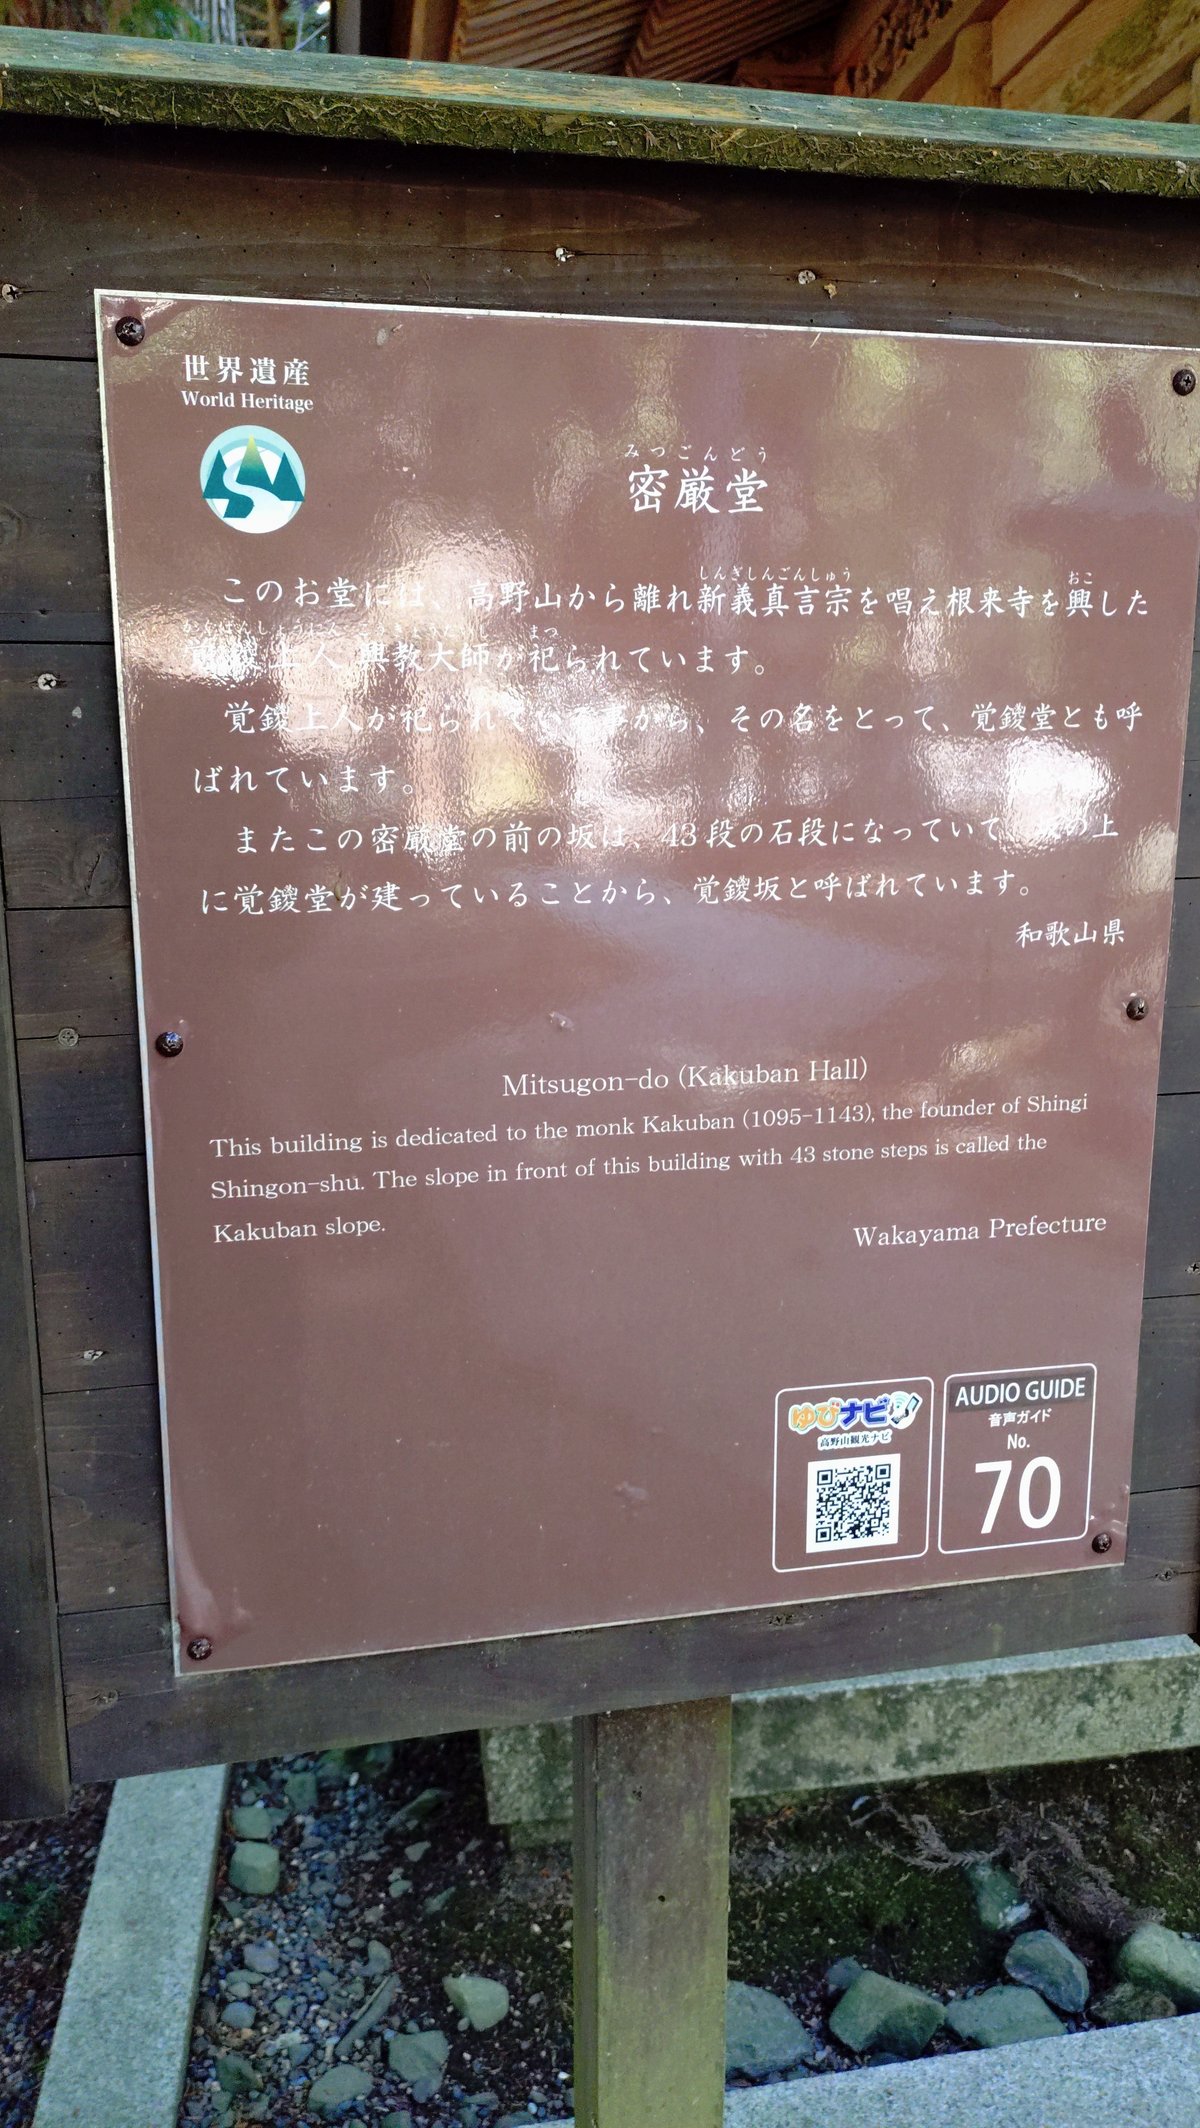 世界遺産
World Heritage
みつごんどう
密厳堂
しんぎしんごんしゅう おこ
このお堂には、高野山から離れ新義真言宗を唱え根来寺を興した
まつ
上人 興教大師が祀られています。
覚鑁上人が祀られている事から、その名をとって、覚鑁堂とも呼
ばれています。
またこの密厳堂の前の坂は、43段の石段になっていて、坂の上
に覚鑁堂が建っていることから、覚鑁坂と呼ばれています。
和歌山県
Mitsugon-do (Kakuban Hall)
This building is dedicated to the monk Kakuban (1095-1143), the founder of Shingi
Shingon-shu. The slope in front of this building with 43 stone steps is called the
Kakuban slope.
Wakayama Prefecture
ゆびナビ
高野山観光ナビ
AUDIO GUIDE
音声ガイド
No.
70